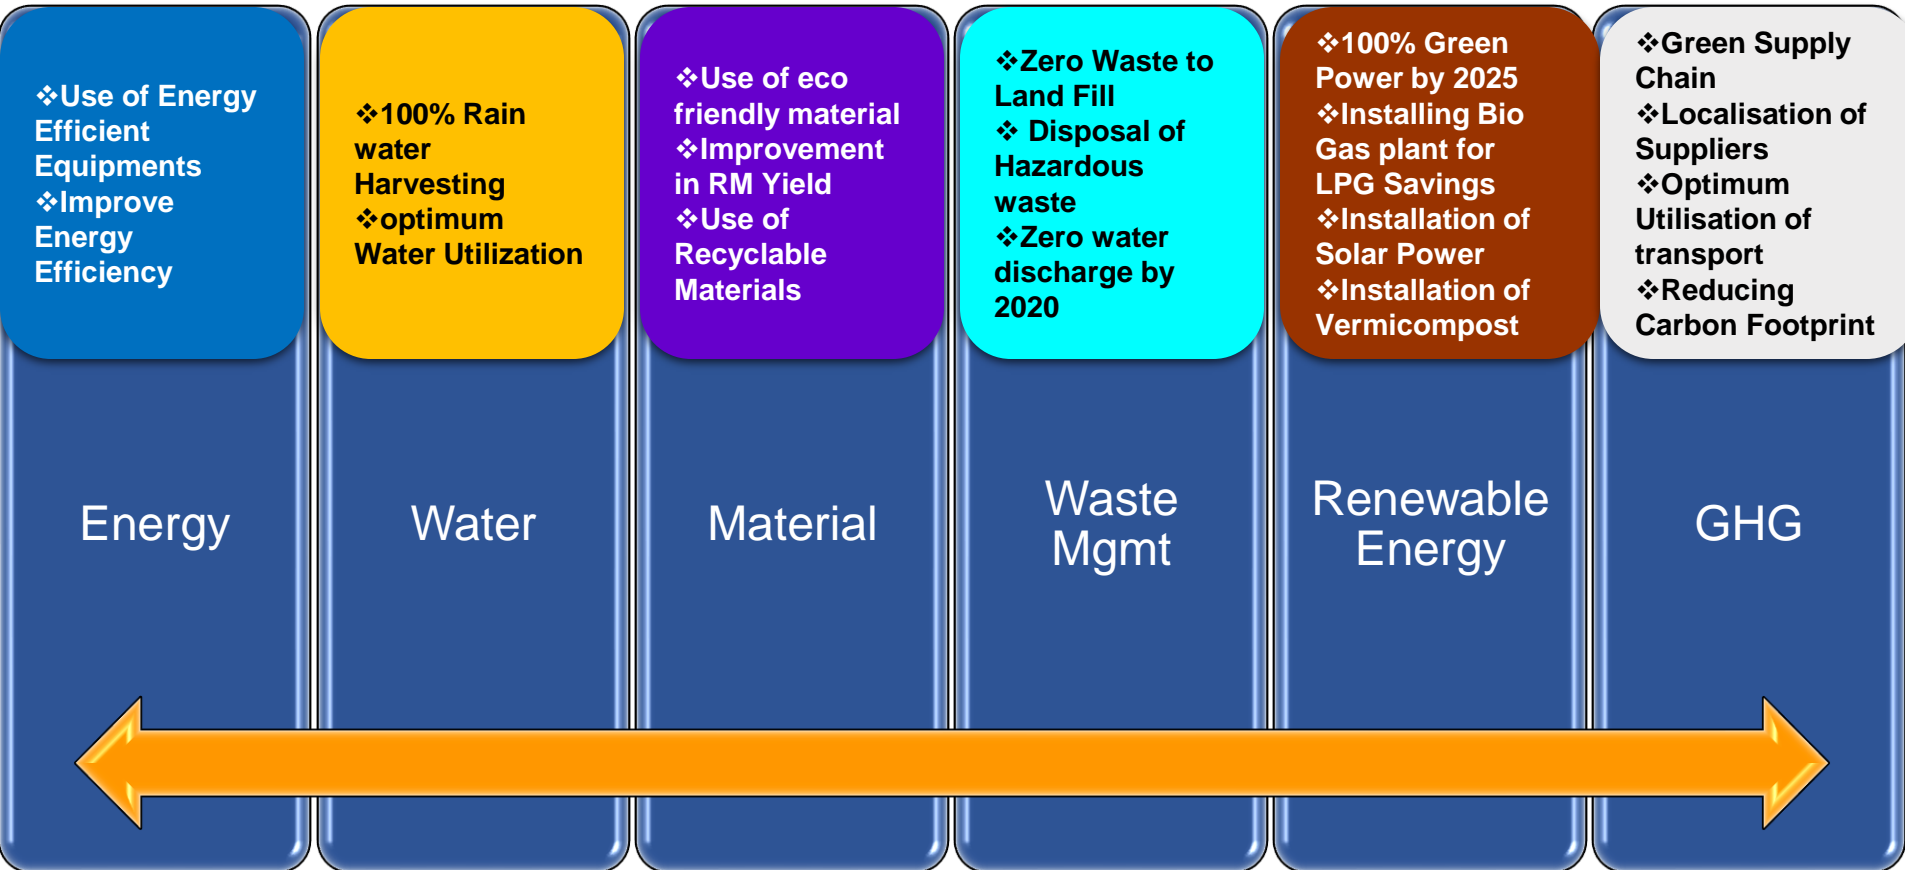 ❖Use of Energy
Efficient
Equipments
❖Improve
Energy
Efficiency
❖100% Rain
water
Harvesting
❖optimum
Water Utilization
❖Use of eco
friendly material
❖Improvement
in RM Yield
❖Use of
Recyclable
Materials
❖Zero Waste to
Land Fill
❖ Disposal of
Hazardous
waste
❖Zero water
discharge by
2020
❖100% Green
Power by 2025
❖Installing Bio
Gas plant for
LPG Savings
❖Installation of
Solar Power
❖Installation of
Vermicompost
❖Green Supply
Chain
❖Localisation of
Suppliers
❖Optimum
Utilisation of
transport
❖Reducing
Carbon Footprint
Energy
Water
Material
Waste
Mgmt
Renewable
Energy
GHG